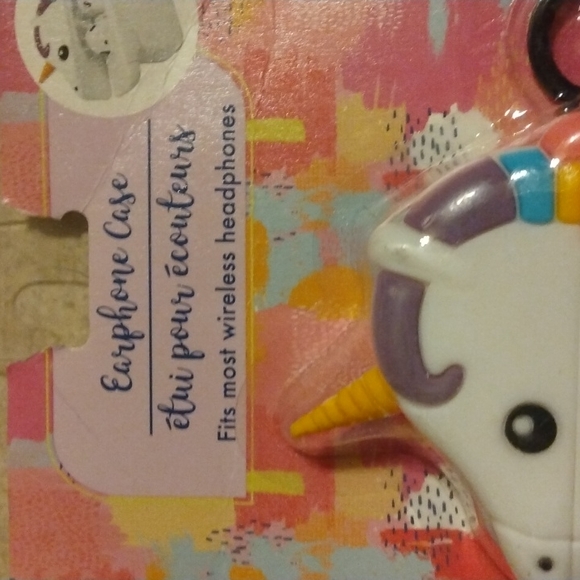 Earphone Case
étui pour écouteurs
Fits most wireless headphones